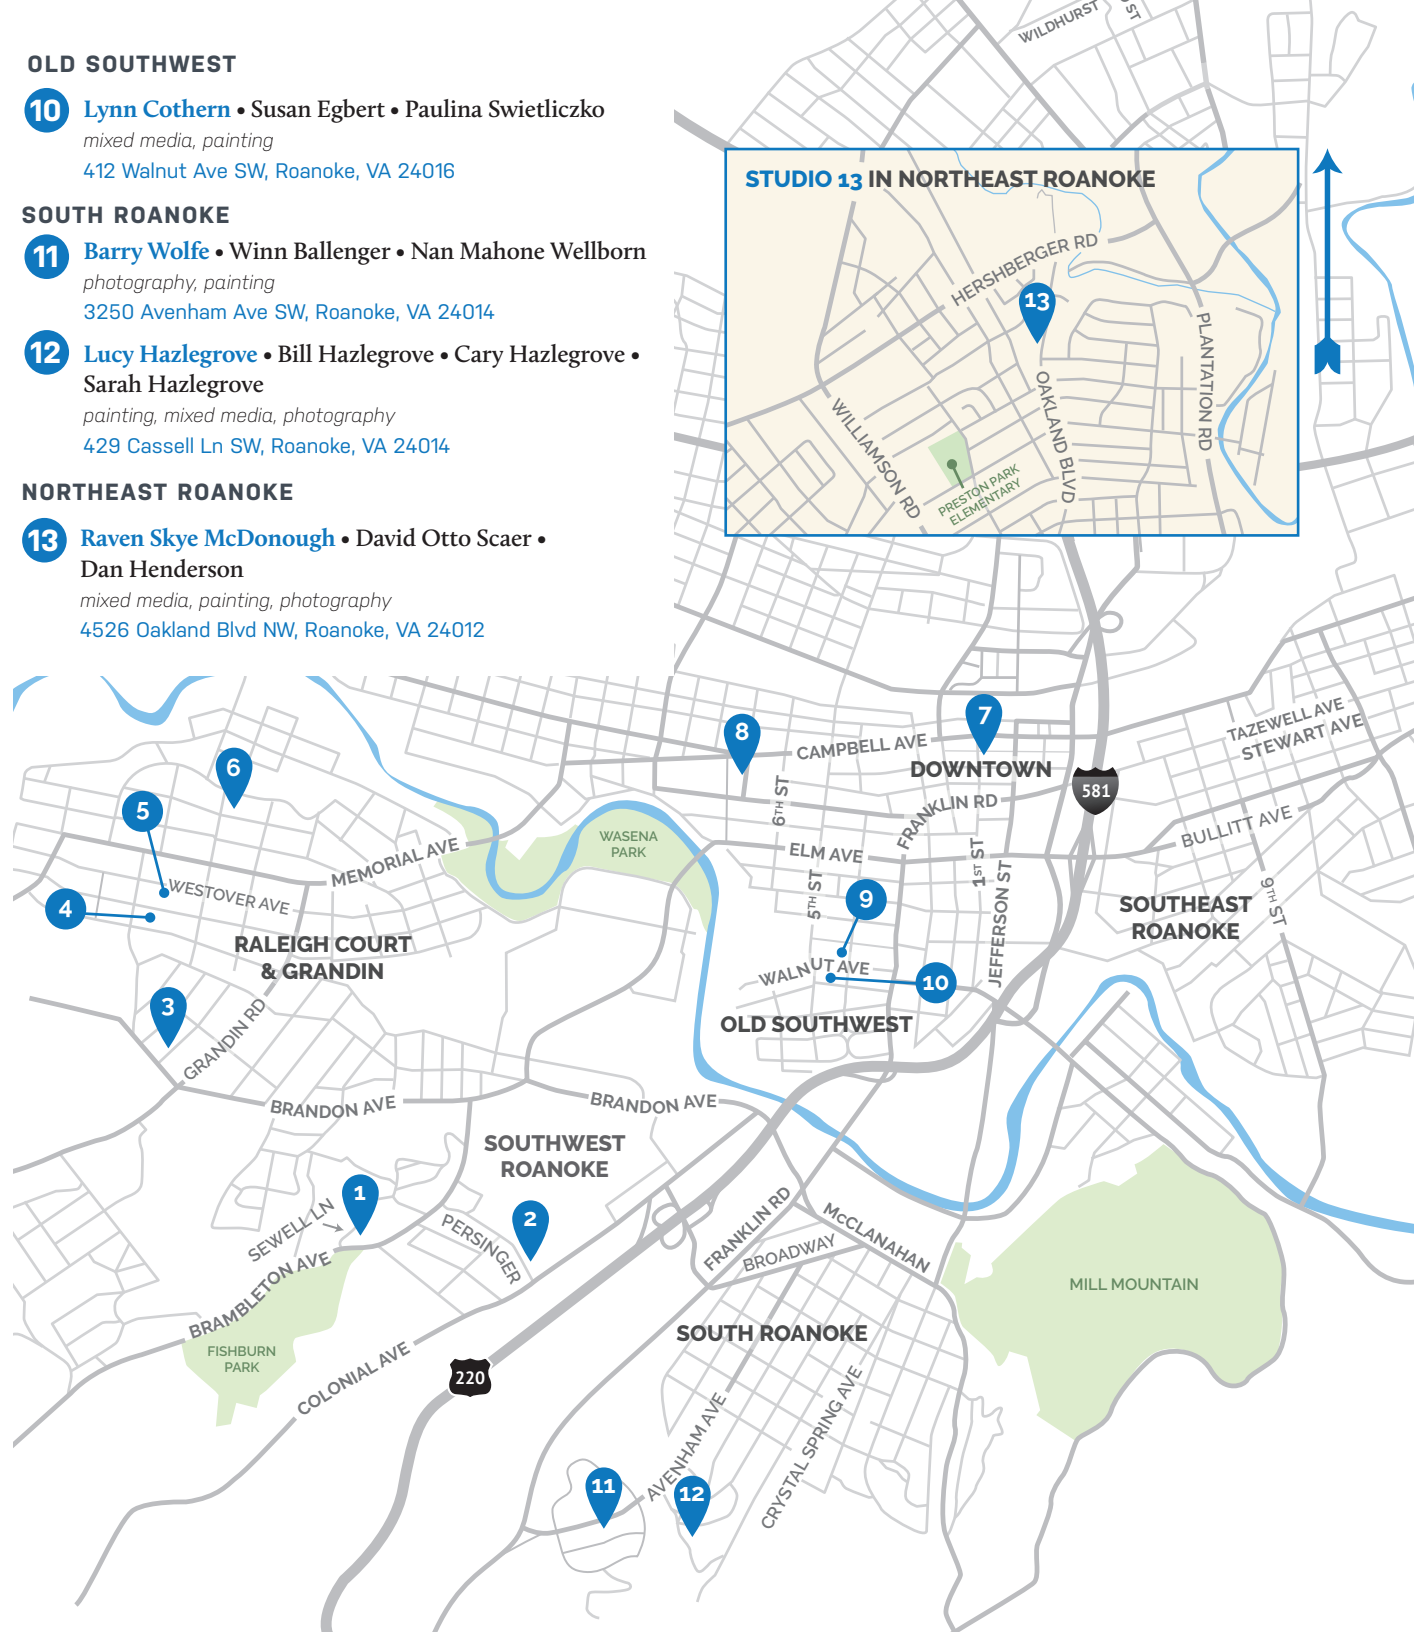 OLD SOUTHWEST
10 Lynn Cothern • Susan Egbert • Paulina Swietliczko
mixed media, painting
412 Walnut Ave SW, Roanoke, VA 24016
SOUTH ROANOKE
11 Barry Wolfe • Winn Ballenger • Nan Mahone Wellborn
photography, painting
3250 Avenham Ave SW, Roanoke, VA 24014
12 Lucy Hazlegrove • Bill Hazlegrove • Cary Hazlegrove •
Sarah Hazlegrove
painting, mixed media, photography
429 Cassell Ln SW, Roanoke, VA 24014
NORTHEAST ROANOKE
13 Raven Skye McDonough • David Otto Scaer •
Dan Henderson
mixed media, painting, photography
4526 Oakland Blvd NW, Roanoke, VA 24012
WILDHURST
ST
STUDIO 13 IN NORTHEAST ROANOKE
HERSHBERGER RD
13
PLANTATION RD
OAKLAND BLVD
WILLIAMSON RD
PRESTON PARK
ELEMENTARY
7
8
CAMPBELL AVE
DOWNTOWN
TAZEWELL AVE
STEWART AVE
6
5
581
6TH ST
FRANKLIN RD
BULLITT AVE
WASENA
PARK
MEMORIAL AVE
ELM AVE
1ST ST
JEFFERSON ST
5TH ST
9
9TH ST
WESTOVER AVE
4
SOUTHEAST
ROANOKE
RALEIGH COURT
& GRANDIN
WALNUT AVE
10
3
GRANDIN RD
OLD SOUTHWEST
BRANDON AVE
BRANDON AVE
SOUTHWEST
ROANOKE
1
SEWELL LN
2
PERSINGER
FRANKLIN RD
MCCLANAHAN
BROADWAY
BRAMBLETON AVE
MILL MOUNTAIN
SOUTH ROANOKE
FISHBURN
PARK
COLONIAL AVE
220
AVENHAM AVE
CRYSTAL SPRING AVE
11
12